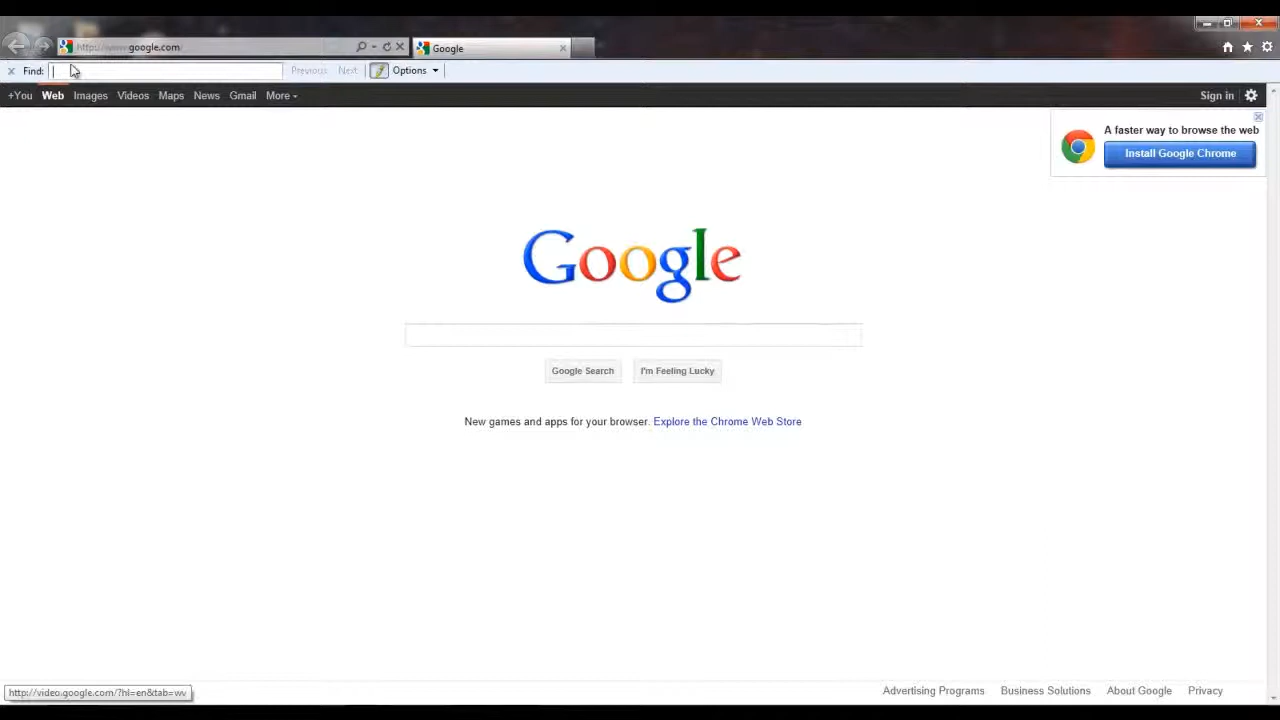 http://www.google.com/
Google
Find:
Previous Next Options
+You Web Images Videos Maps News Gmail More
Sign in
A faster way to browse the web
Install Google Chrome
Google
Google Search I'm Feeling Lucky
New games and apps for your browser. Explore the Chrome Web Store
http://video.google.com/?hl=en&tab=wv
Advertising Programs Business Solutions About Google Privacy